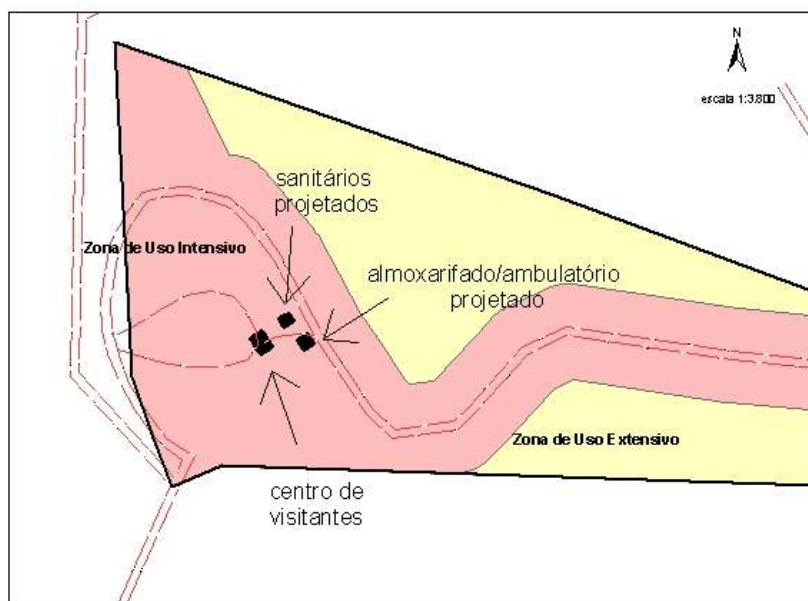 N
escala 1:3.800
sanitários
projetados
Zona de Uso Intensivo
almoxarifado/ambulatório
projetado
Zona de Uso Extensivo
centro de
visitantes